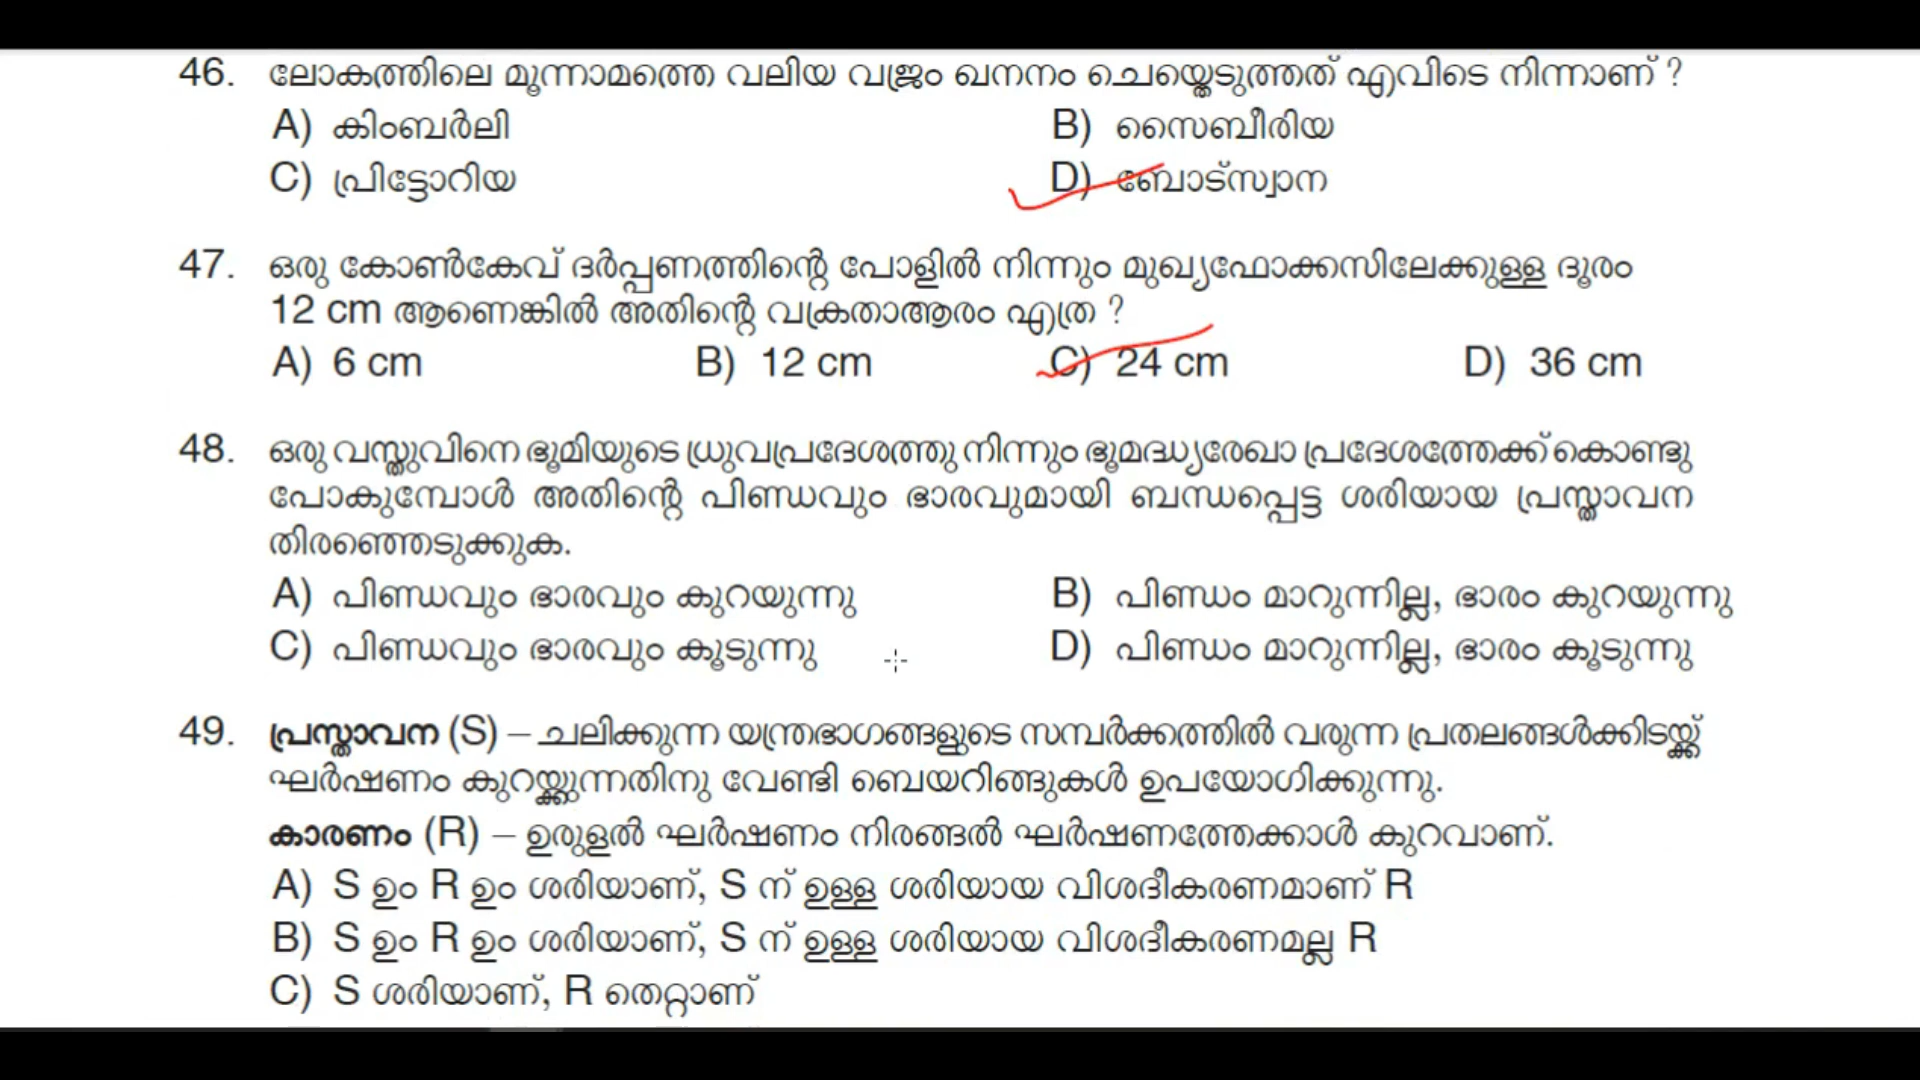 46. ലോകത്തിലെ മൂന്നാമത്തെ വലിയ വജ്രം ഖനനം ചെയ്തെടുത്തത് എവിടെ നിന്നാണ് ?
A) കിംബർലി B) സൈബീരിയ
C) പ്രിട്ടോറിയ D) ബോട്സ്വാന
47. ഒരു കോൺകേവ് ദർപ്പണത്തിന്റെ പോളിൽ നിന്നും മുഖ്യഫോക്കസിലേക്കുള്ള ദൂരം
12 cm ആണെങ്കിൽ അതിന്റെ വക്രതാആരം എത്ര ?
A) 6 cm B) 12 cm C) 24 cm D) 36 cm
48. ഒരു വസ്തുവിനെ ഭൂമിയുടെ ധ്രുവപ്രദേശത്തു നിന്നും ഭൂമദ്ധ്യരേഖാ പ്രദേശത്തേക്ക് കൊണ്ടു
പോകുമ്പോൾ അതിന്റെ പിണ്ഡവും ഭാരവുമായി ബന്ധപ്പെട്ട ശരിയായ പ്രസ്താവന
തിരഞ്ഞെടുക്കുക.
A) പിണ്ഡവും ഭാരവും കുറയുന്നു B) പിണ്ഡം മാറുന്നില്ല, ഭാരം കുറയുന്നു
C) പിണ്ഡവും ഭാരവും കൂടുന്നു D) പിണ്ഡം മാറുന്നില്ല, ഭാരം കൂടുന്നു
49. പ്രസ്താവന (S) – ചലിക്കുന്ന യന്ത്രഭാഗങ്ങളുടെ സമ്പർക്കത്തിൽ വരുന്ന പ്രതലങ്ങൾക്കിടയ്ക്ക്
ഘർഷണം കുറയ്ക്കുന്നതിനു വേണ്ടി ബെയറിങ്ങുകൾ ഉപയോഗിക്കുന്നു.
കാരണം (R) – ഉരുളൽ ഘർഷണം നിരങ്ങൽ ഘർഷണത്തേക്കാൾ കുറവാണ്.
A) S ഉം R ഉം ശരിയാണ്, S ന് ഉള്ള ശരിയായ വിശദീകരണമാണ് R
B) S ഉം R ഉം ശരിയാണ്, S ന് ഉള്ള ശരിയായ വിശദീകരണമല്ല R
C) S ശരിയാണ്, R തെറ്റാണ്